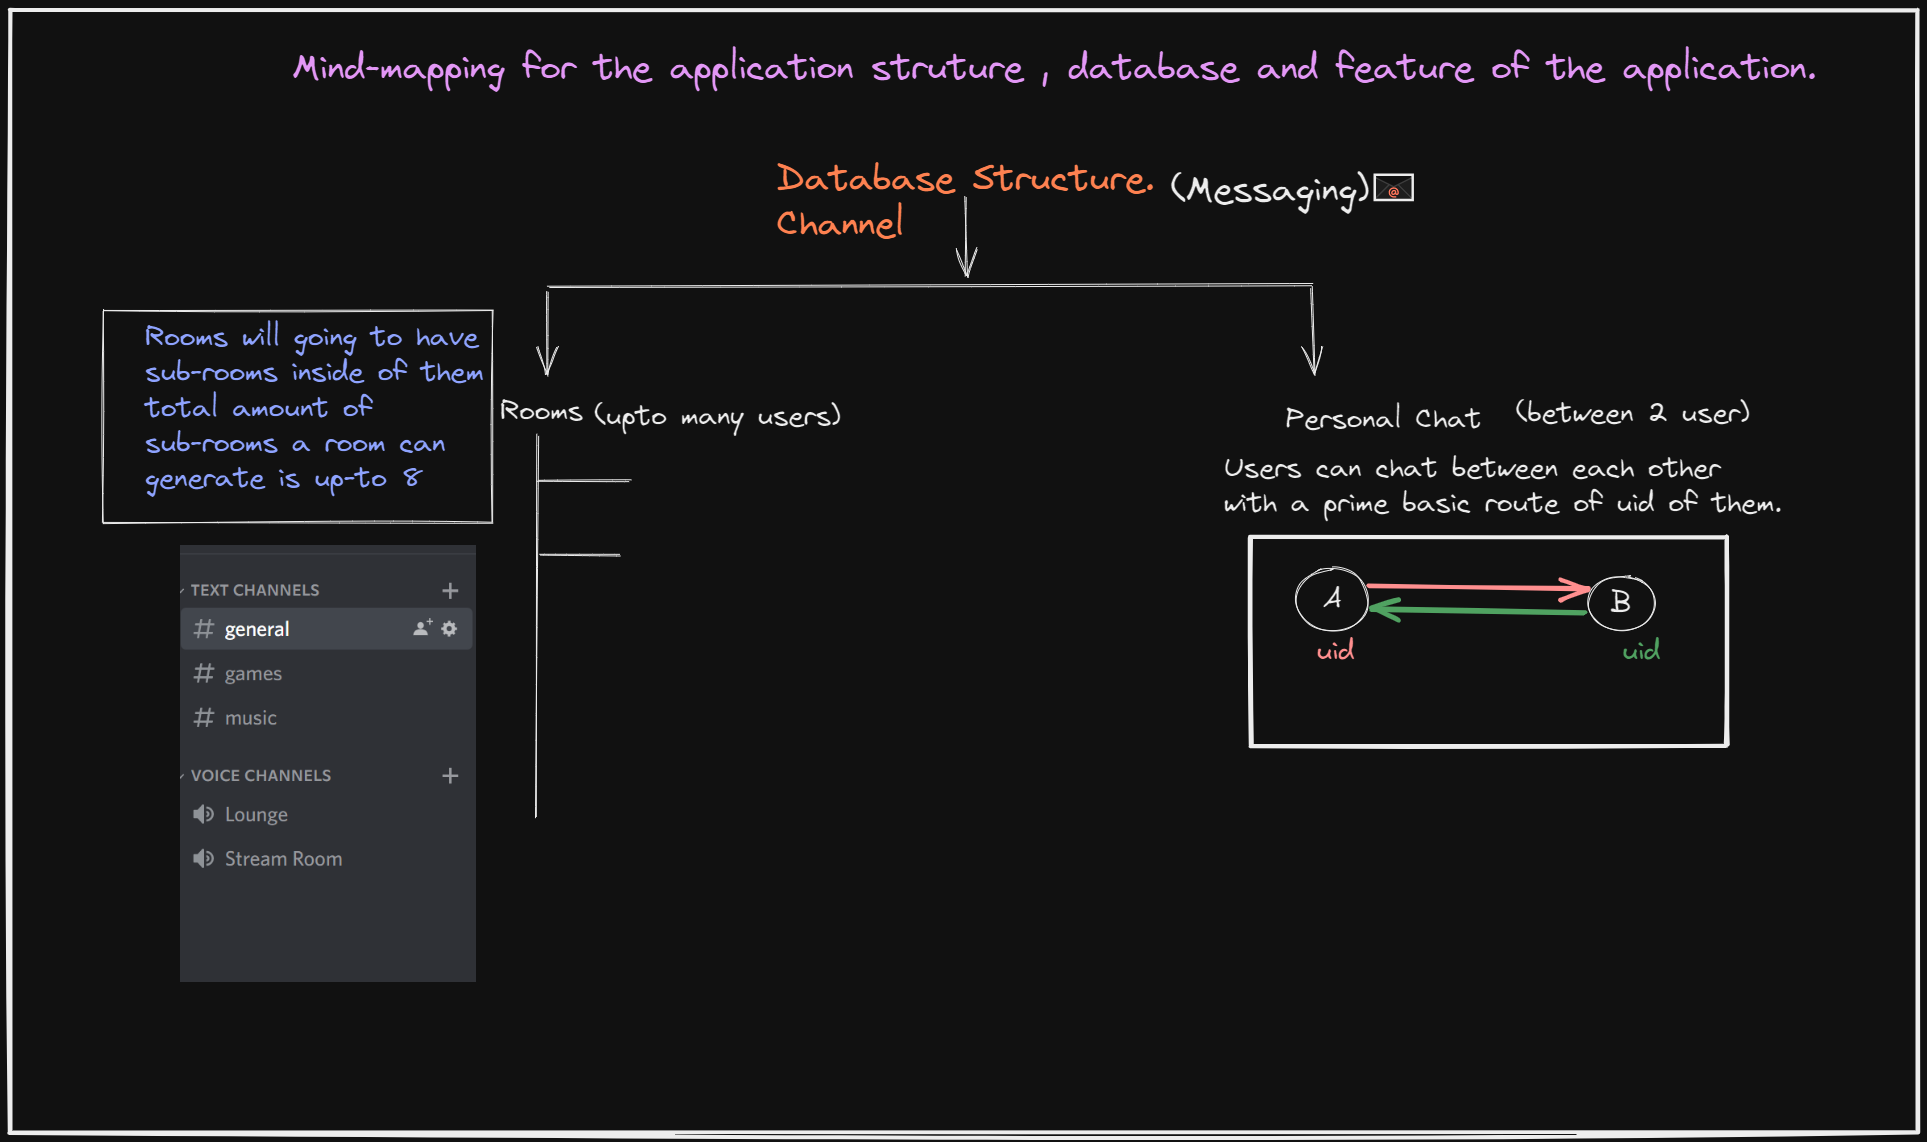 Mind-mapping for the application struture , database and feature of the application.
Database Structure. (Messaging) @
Channel
Rooms will going to have
sub-rooms inside of them
total amount of
sub-rooms a room can
generate is up-to 8
Rooms (upto many users)
Personal Chat (between 2 user)
Users can chat between each other
with a prime basic route of uid of them.
A B
uid uid
TEXT CHANNELS +
# general
# games
# music
VOICE CHANNELS +
Lounge
Stream Room